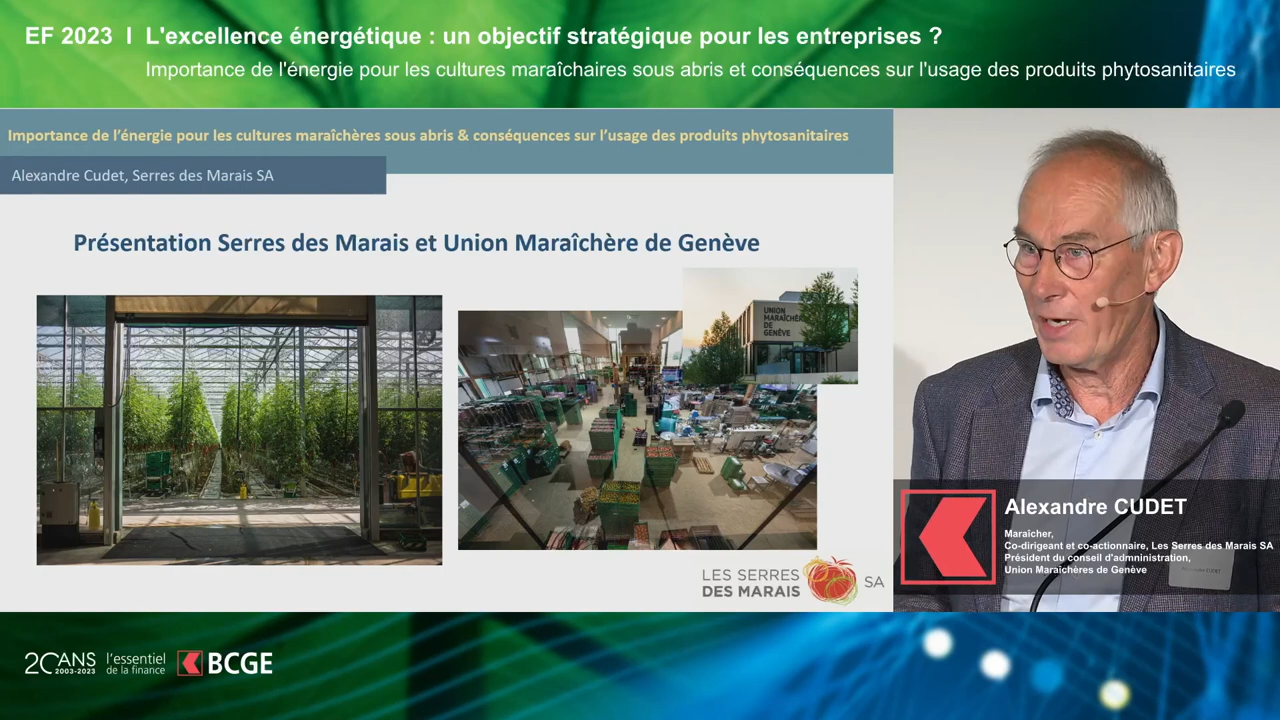 EF 2023 I L'excellence énergétique : un objectif stratégique pour les entreprises ?
Importance de l'énergie pour les cultures maraîchaires sous abris et conséquences sur l'usage des produits phytosanitaires
Importance de l'énergie pour les cultures maraîchères sous abris & conséquences sur l'usage des produits phytosanitaires
Alexandre Cudet, Serres des Marais SA
Présentation Serres des Marais et Union Maraîchère de Genève
UNION
MARAÎCHÈRE
DE
GENÈVE
LES SERRES
DES MARAIS
SA
Alexandre CUDET
Maraîcher,
Co-dirigeant et co-actionnaire, Les Serres des Marais SA
Président du conseil d'admninistration,
Union Maraîchères de Genève
20 ANS
2003-2023
l'essentiel
de la finance
BCGE